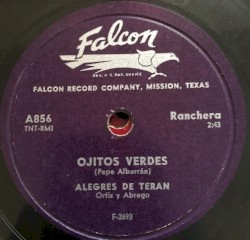 Falcon
REG. U.S. PAT. OFFICE
FALCON RECORD COMPANY, MISSION, TEXAS
A856
TNT-BMI
Ranchera
2:43
OJITOS VERDES
(Pepe Albarrán)
ALEGRES DE TERAN
Ortiz y Abrego
F-2693